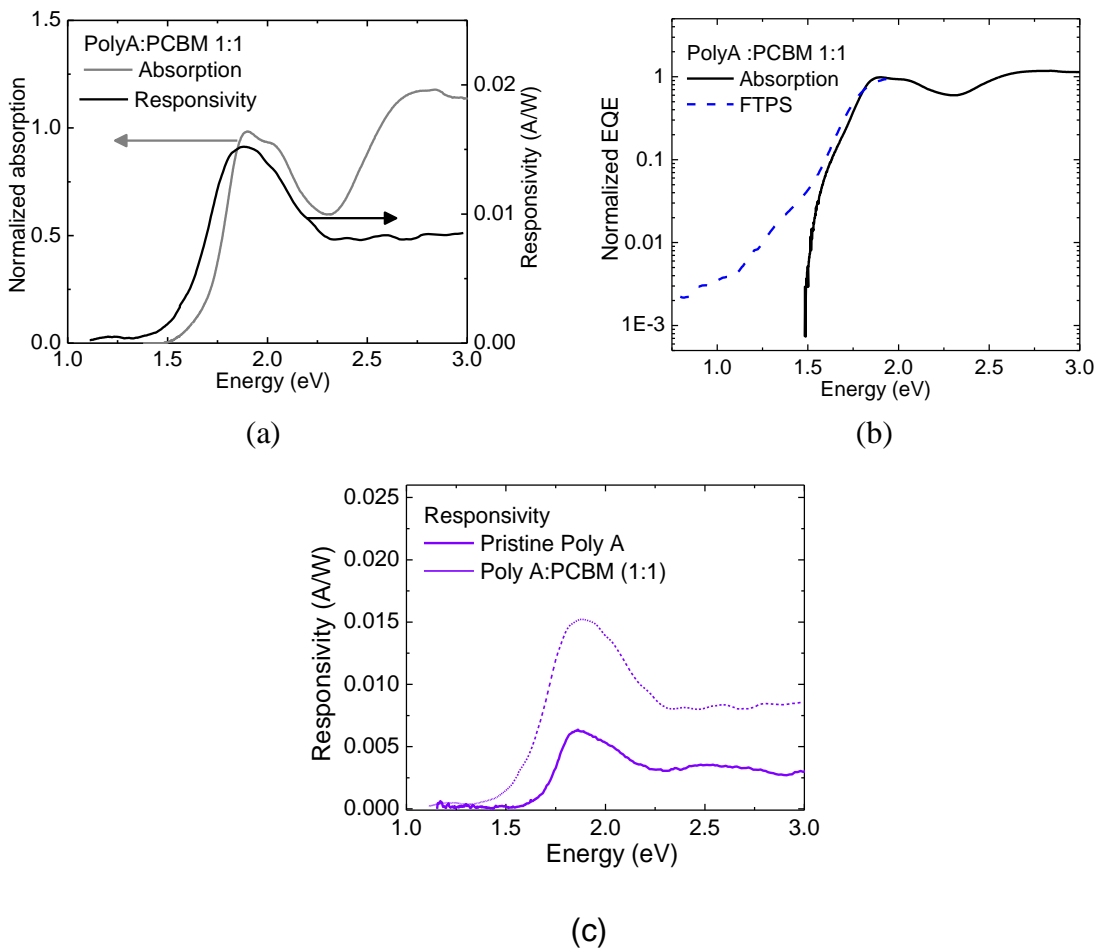 PolyA:PCBM 1:1
Absorption
Responsivity
Normalized absorption
1.5
1.0
0.5
0.0
Responsivity (A/W)
0.02
0.01
0.00
1.0 1.5 2.0 2.5 3.0
Energy (eV)
(a)
PolyA :PCBM 1:1
Absorption
FTPS
Normalized EQE
1
0.1
0.01
1E-3
1.0 1.5 2.0 2.5 3.0
Energy (eV)
(b)
Responsivity
Pristine Poly A
Poly A:PCBM (1:1)
Responsivity (A/W)
0.025
0.020
0.015
0.010
0.005
0.000
1.0 1.5 2.0 2.5 3.0
Energy (eV)
(c)